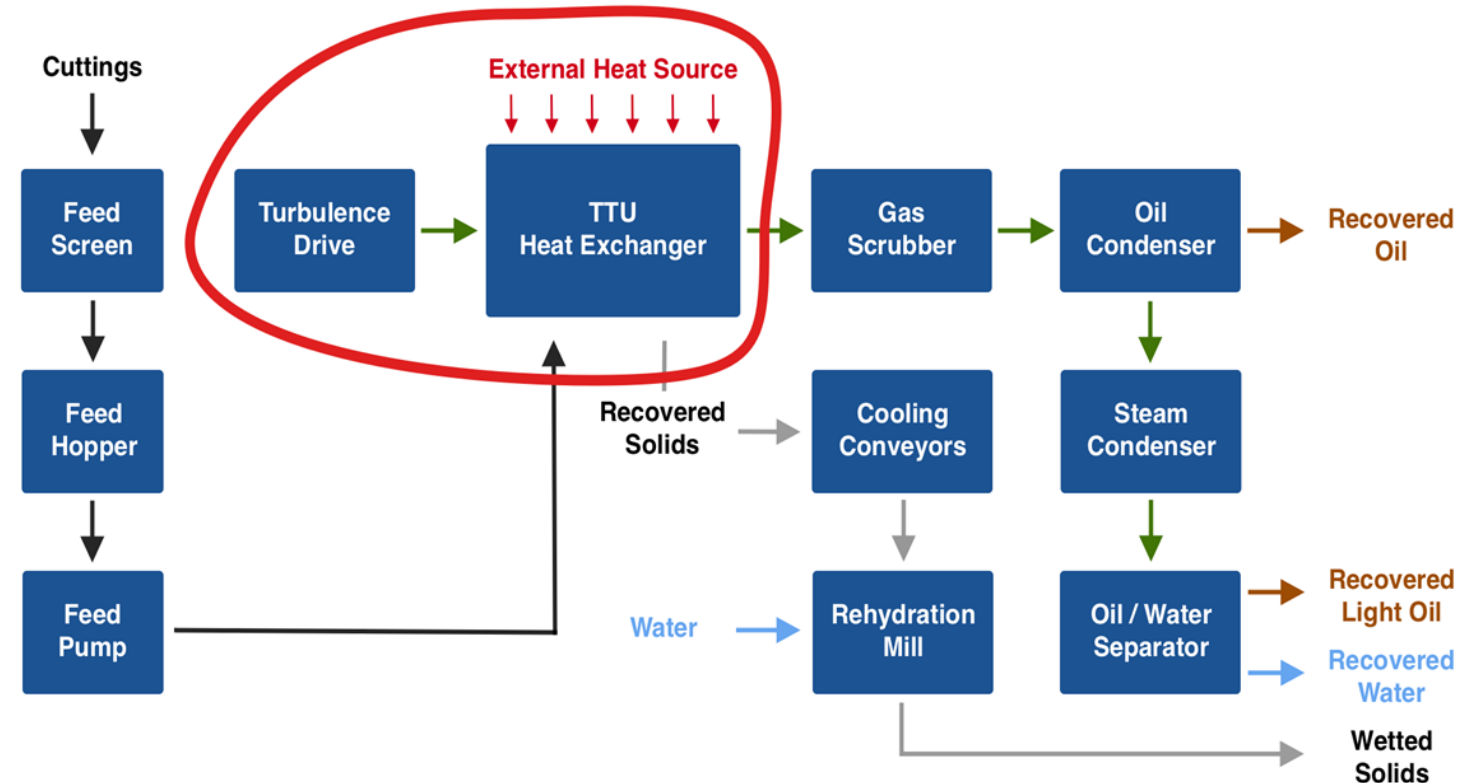 Cuttings
External Heat Source
Feed
Screen
Turbulence
Drive
TTU
Heat Exchanger
Gas
Scrubber
Oil
Condenser
Recovered
Oil
Feed
Hopper
Recovered
Solids
Cooling
Conveyors
Steam
Condenser
Feed
Pump
Water
Rehydration
Mill
Oil / Water
Separator
Recovered
Light Oil
Recovered
Water
Wetted
Solids